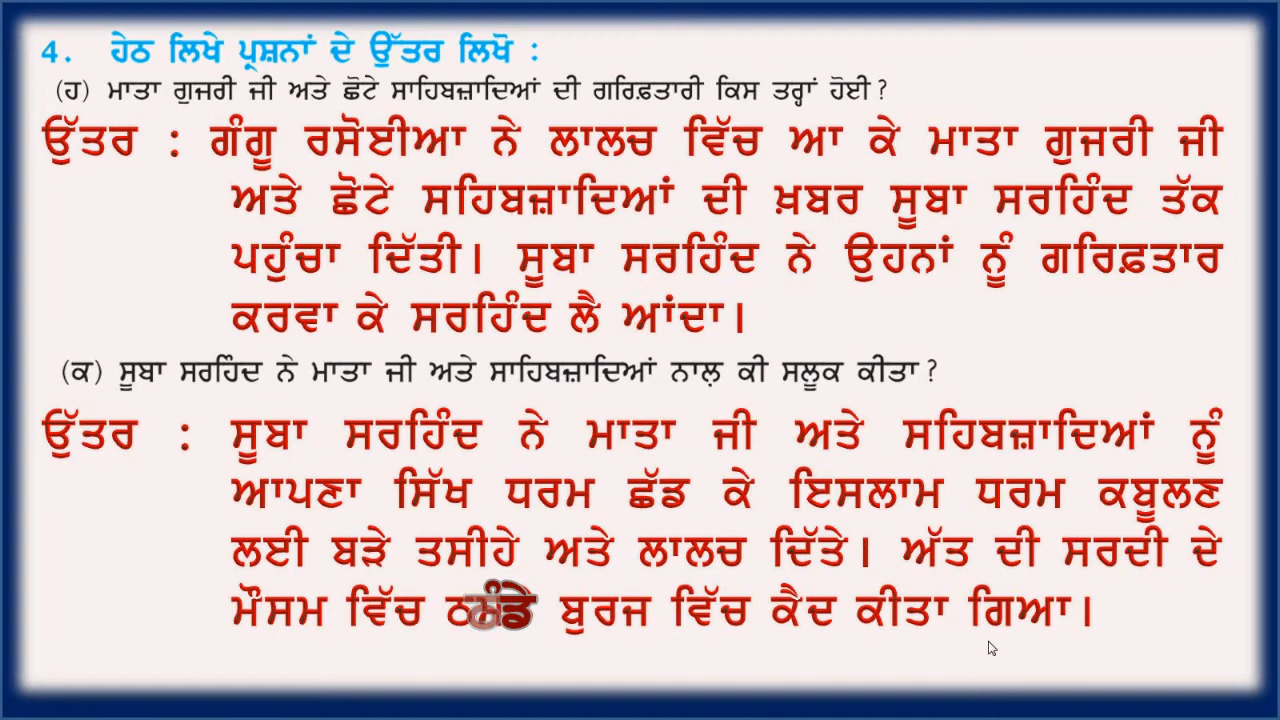 4. ਹੇਠ ਲਿਖੇ ਪ੍ਰਸ਼ਨਾਂ ਦੇ ਉੱਤਰ ਲਿਖੋ :
(ਹ) ਮਾਤਾ ਗੁਜਰੀ ਜੀ ਅਤੇ ਛੋਟੇ ਸਾਹਿਬਜ਼ਾਦਿਆਂ ਦੀ ਗਰਿਫ਼ਤਾਰੀ ਕਿਸ ਤਰ੍ਹਾਂ ਹੋਈ ?
ਉੱਤਰ : ਗੰਗੂ ਰਸੋਈਆ ਨੇ ਲਾਲਚ ਵਿੱਚ ਆ ਕੇ ਮਾਤਾ ਗੁਜਰੀ ਜੀ
ਅਤੇ ਛੋਟੇ ਸਹਿਬਜ਼ਾਦਿਆਂ ਦੀ ਖ਼ਬਰ ਸੂਬਾ ਸਰਹਿੰਦ ਤੱਕ
ਪਹੁੰਚਾ ਦਿੱਤੀ। ਸੂਬਾ ਸਰਹਿੰਦ ਨੇ ਉਹਨਾਂ ਨੂੰ ਗਰਿਫ਼ਤਾਰ
ਕਰਵਾ ਕੇ ਸਰਹਿੰਦ ਲੈ ਆਂਦਾ।
(ਕ) ਸੂਬਾ ਸਰਹਿੰਦ ਨੇ ਮਾਤਾ ਜੀ ਅਤੇ ਸਾਹਿਬਜ਼ਾਦਿਆਂ ਨਾਲ਼ ਕੀ ਸਲੂਕ ਕੀਤਾ ?
ਉੱਤਰ : ਸੂਬਾ ਸਰਹਿੰਦ ਨੇ ਮਾਤਾ ਜੀ ਅਤੇ ਸਹਿਬਜ਼ਾਦਿਆਂ ਨੂੰ
ਆਪਣਾ ਸਿੱਖ ਧਰਮ ਛੱਡ ਕੇ ਇਸਲਾਮ ਧਰਮ ਕਬੂਲਣ
ਲਈ ਬੜੇ ਤਸੀਹੇ ਅਤੇ ਲਾਲਚ ਦਿੱਤੇ। ਅੱਤ ਦੀ ਸਰਦੀ ਦੇ
ਮੌਸਮ ਵਿੱਚ ਬੁਰਜ ਵਿੱਚ ਕੈਦ ਕੀਤਾ ਗਿਆ।